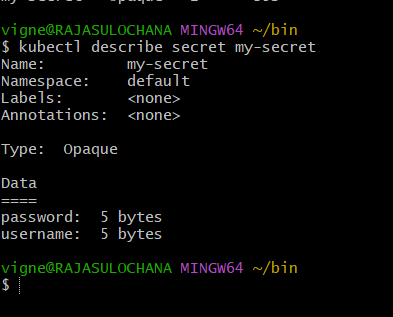 vigne@RAJASULOCHANA MINGW64 ~/bin
$ kubectl describe secret my-secret
Name:         my-secret
Namespace:    default
Labels:       <none>
Annotations:  <none>

Type:  Opaque

Data
====
password:  5 bytes
username:  5 bytes

vigne@RAJASULOCHANA MINGW64 ~/bin
$